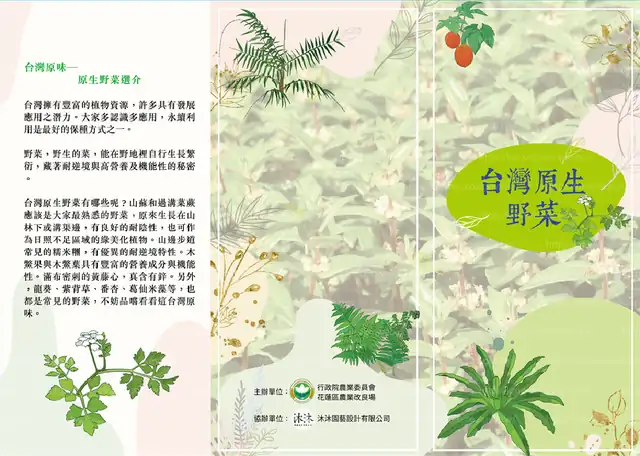 台灣原味—
原生野菜選介
台灣擁有豐富的植物資源，許多具有發展
應用之潛力。大家多認識多應用，永續利
用是最好的保種方式之一。
野菜，野生的菜，能在野地裡自行生長繁
衍，藏著耐逆境與高營養及機能性的秘密
。
台灣原生野菜有哪些呢？山蘇和過溝菜蕨
應該是大家最熟悉的野菜，原來生長在山
林下或溝渠邊，有良好的耐陰性，也可作
為日照不足區域的綠美化植物。山邊步道
常見的糯米糰，有優異的耐逆境特性。木
鱉果與木鱉葉具有豐富的營養成分與機能
性。滿布密刺的黃藤心，真含有鋅。另外
，龍葵、紫背草、番杏、葛仙米藻等，也
都是常見的野菜，不妨品嚐看看這台灣原
味。
主辦單位：
行政院農業委員會
花蓮區農業改良場
協辦單位：
沐沐
沐沐園藝設計有限公司
台灣原生
野菜